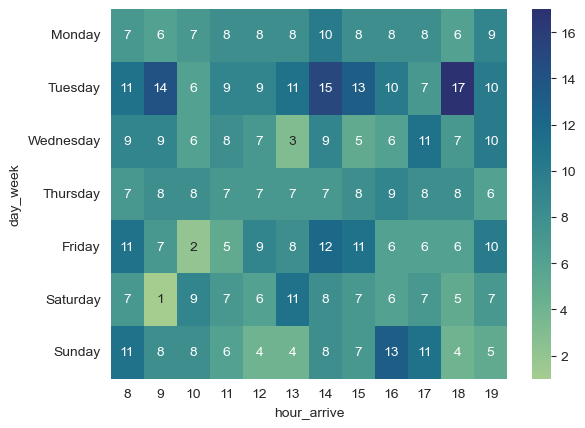 Monday 7 6 7 8 8 8 10 8 8 8 6 9
Tuesday 11 14 6 9 9 11 15 13 10 7 17 10
Wednesday 9 9 6 8 7 3 9 5 6 11 7 10
Thursday 7 8 8 7 7 7 7 8 9 8 8 6
Friday 11 7 2 5 9 8 12 11 6 6 6 10
Saturday 7 1 9 7 6 11 8 7 6 7 5 7
Sunday 11 8 8 6 4 4 8 7 13 11 4 5
8 9 10 11 12 13 14 15 16 17 18 19
hour_arrive
day_week
16
14
12
10
8
6
4
2